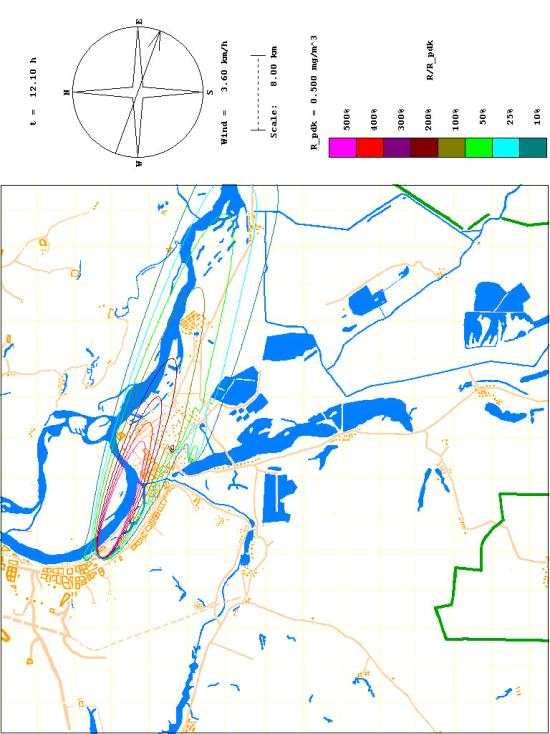 t = 12.10 h
N
E
S
W
Wind = 3.60 km/h
Scale: 8.00 km
R_pdk = 0.500 mg/m^3
R/R_pdk
500%
400%
300%
200%
100%
50%
25%
10%